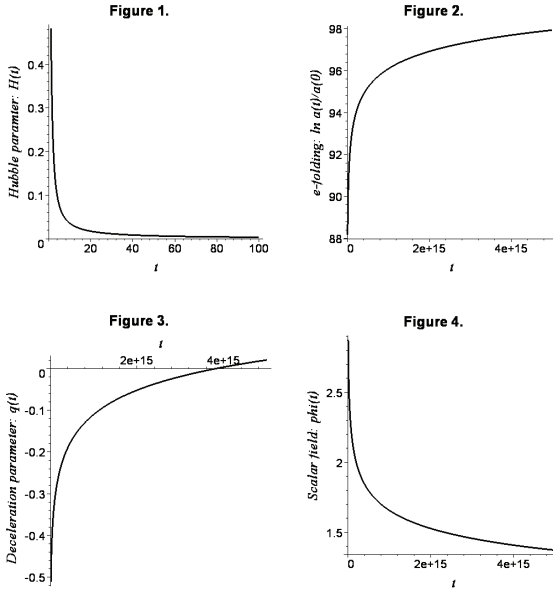 Figure 1.
Hubble paramter: H(t)
0.4
0.3
0.2
0.1
0
20
40
60
80
100
t
Figure 2.
e-folding: ln a(t)/a(0)
98
96
94
92
90
88
0
2e+15
4e+15
t
Figure 3.
t
2e+15
4e+15
Deceleration parameter: q(t)
0
-0.1
-0.2
-0.3
-0.4
-0.5
Figure 4.
Scalar field: phi(t)
2.5
2
1.5
0
2e+15
4e+15
t